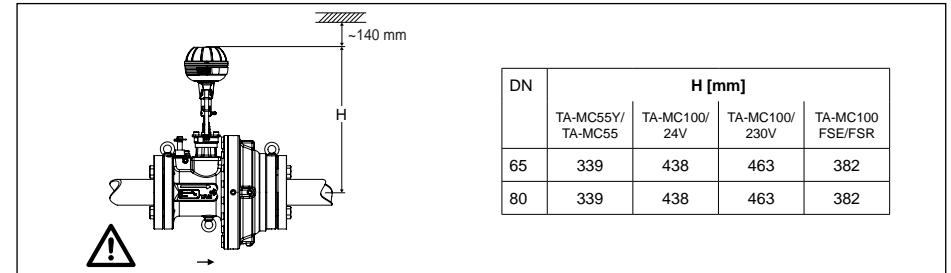 ~140 mm
H
DN
H [mm]
TA-MC55Y/
TA-MC55
TA-MC100/
24V
TA-MC100/
230V
TA-MC100
FSE/FSR
65 339 438 463 382
80 339 438 463 382